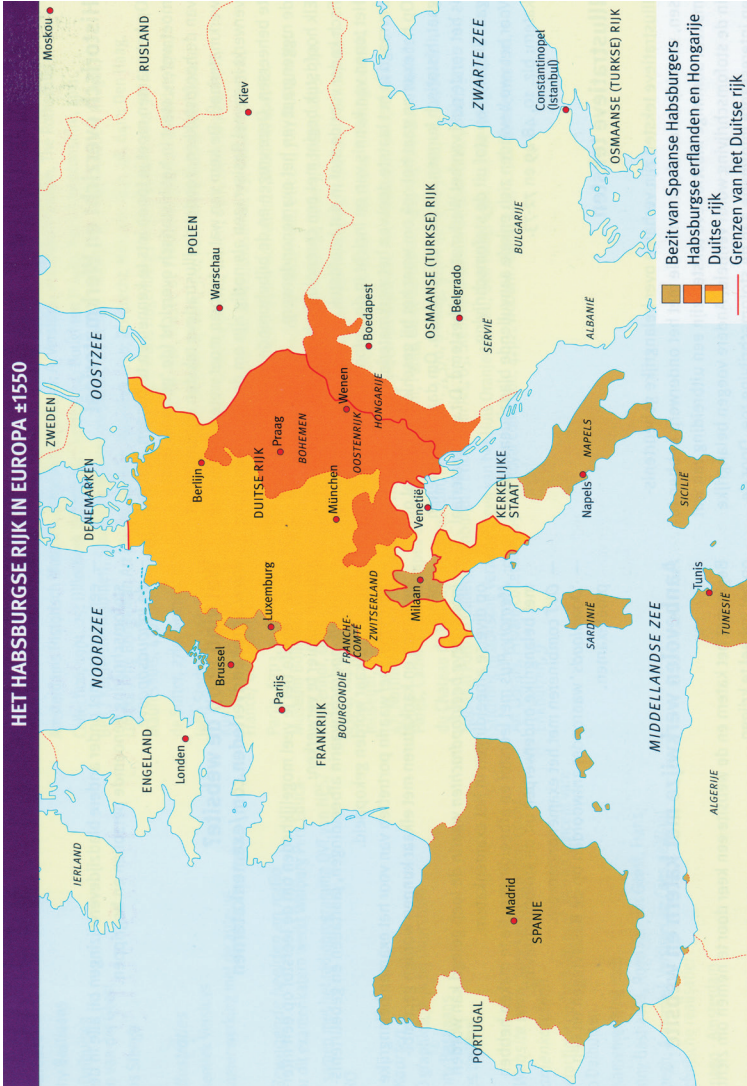 HET HABSBURGSE RIJK IN EUROPA ±1550
IERLAND
ENGELAND
Londen
NOORDZEE
DENEMARKEN
ZWEDEN
OOSTZEE
Moskou
RUSLAND
Kiev
POLEN
Warschau
Berlijn
DUITSE RIJK
Praag
BOHEMEN
Brussel
Luxemburg
Parijs
FRANKRIJK
BOURGONDIË
FRANCHE-
COMTÉ
ZWITSERLAND
München
OOSTENRIJK
Wenen
HONGARIJE
Boedapest
OSMAANSE (TURKSE) RIJK
Belgrado
SERVIË
BULGARIJE
ALBANIË
ZWARTE ZEE
Constantinopel
(Istanbul)
OSMAANSE (TURKSE) RIJK
Milaan
Venetië
KERKELIJKE
STAAT
NAPELS
Napels
SICILIË
SARDINIË
Tunis
TUNESIË
MIDDELLANDSE ZEE
ALGERIJE
PORTUGAL
Madrid
SPANJE
Bezit van Spaanse Habsburgers
Habsburgse erflanden en Hongarije
Duitse rijk
Grenzen van het Duitse rijk